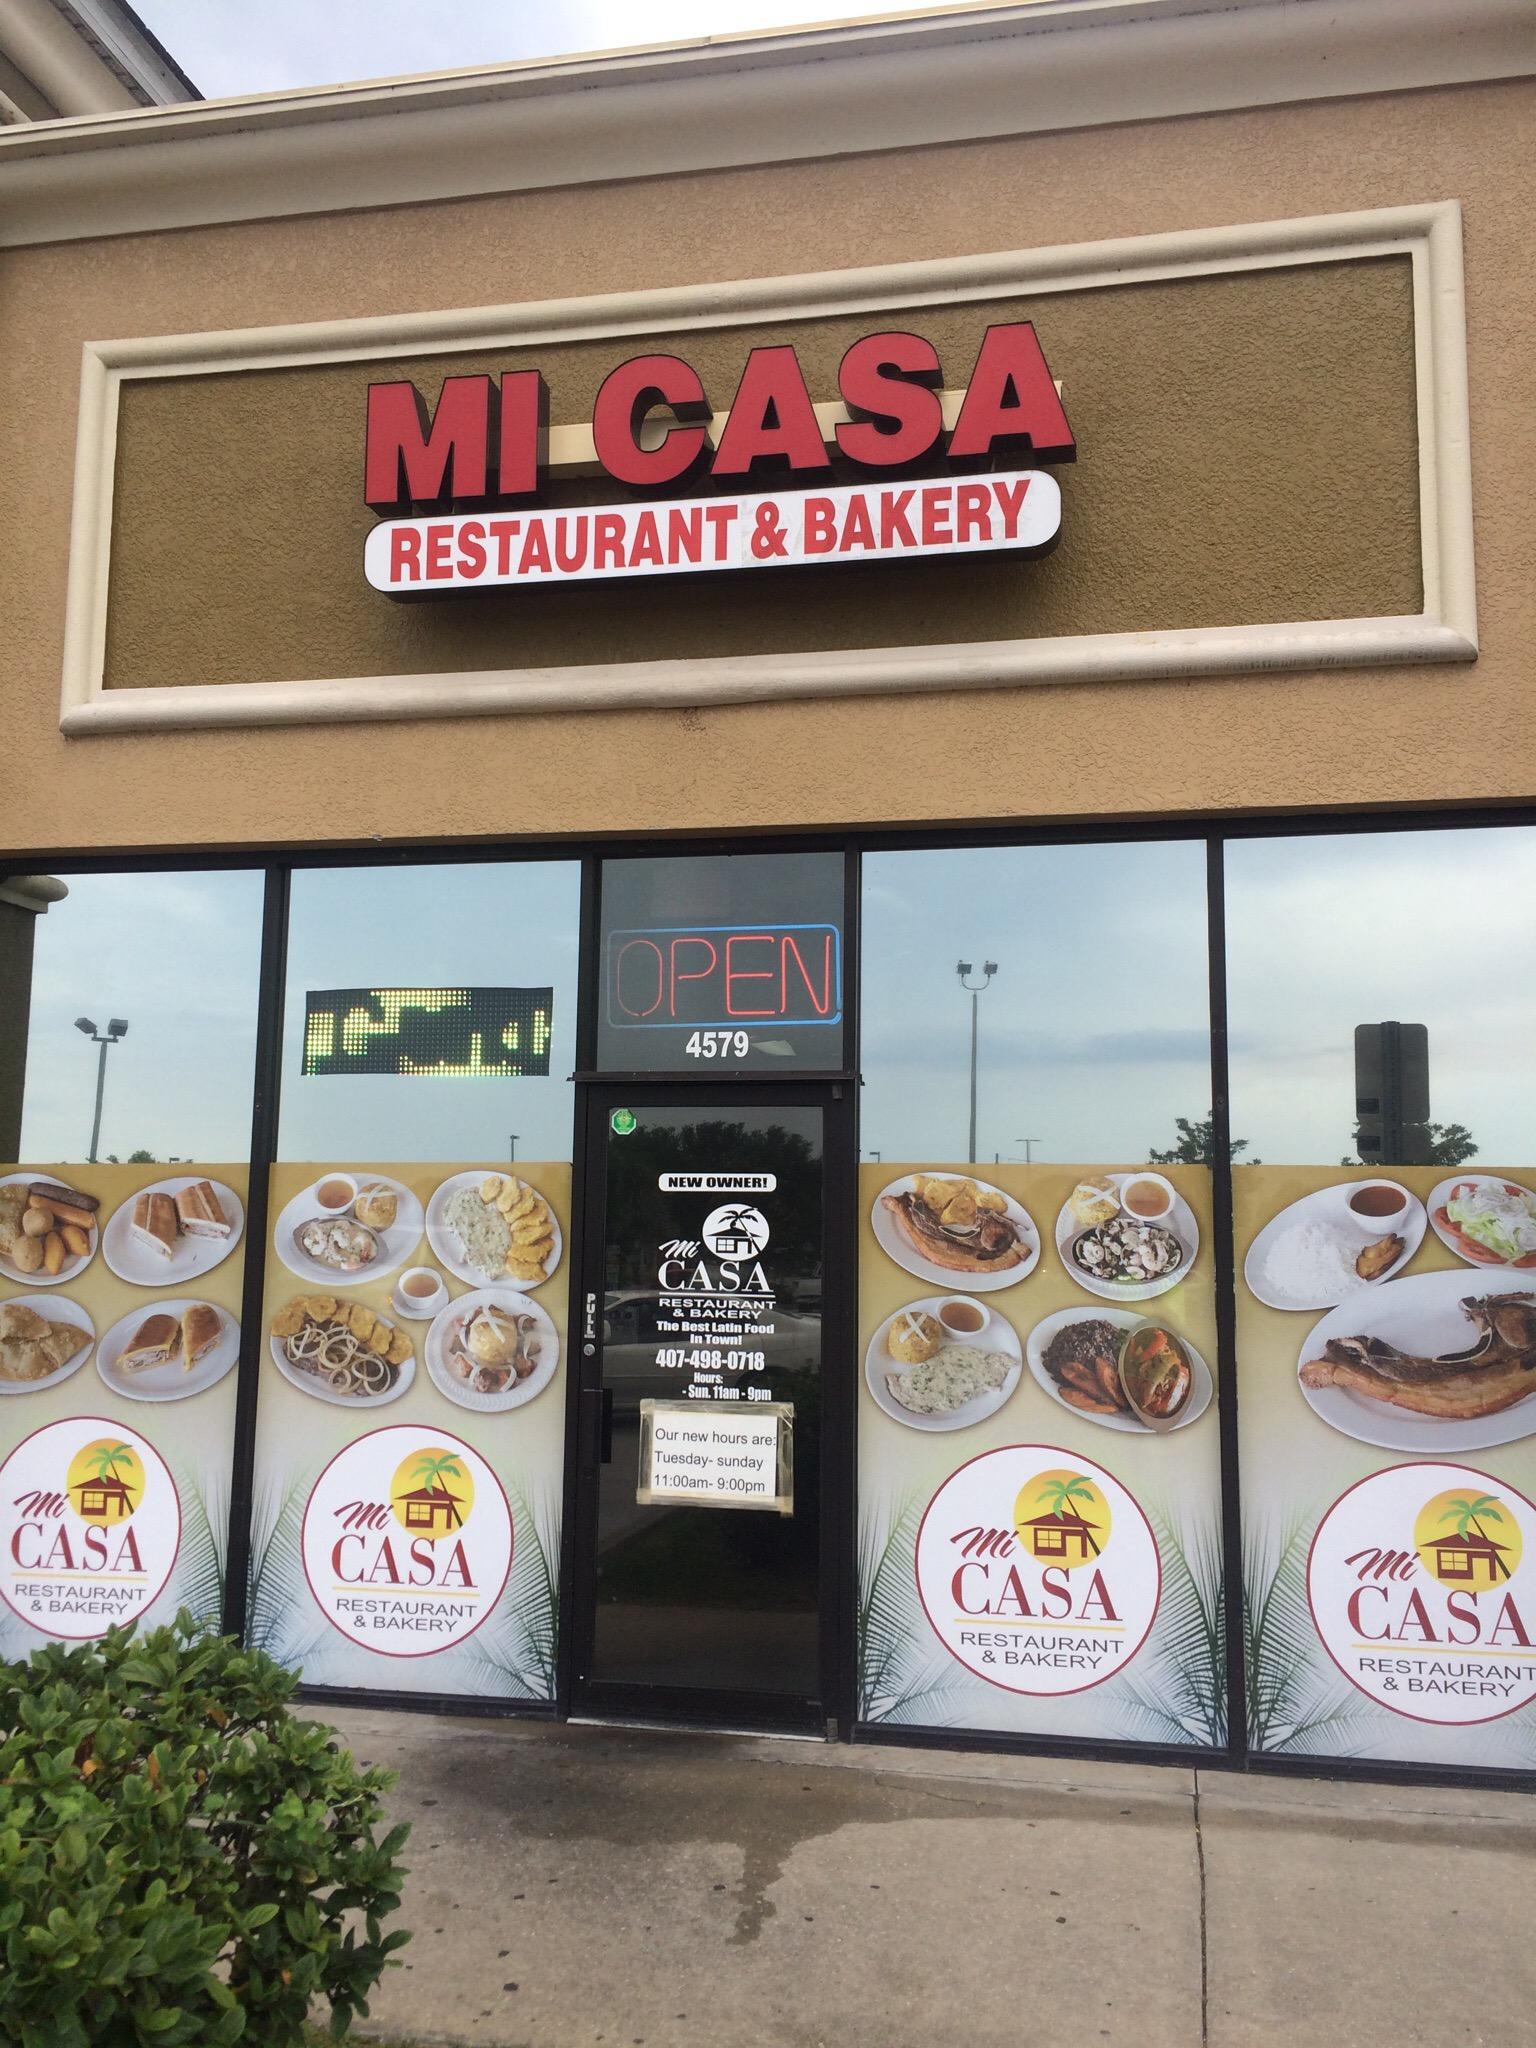 MI CASA
RESTAURANT & BAKERY
OPEN
4579
NEW OWNER!
Mi
CASA
RESTAURANT
& BAKERY
The Best Latin Food
In Town!
407-498-0718
Hours:
- Sun. 11am - 9pm
PULL
Our new hours are:
Tuesday- sunday
11:00am- 9:00pm
Mi
CASA
RESTAURANT
& BAKERY
Mi
CASA
RESTAURANT
& BAKERY
Mi
CASA
RESTAURANT
& BAKERY
Mi
CASA
RESTAURANT
& BAKERY